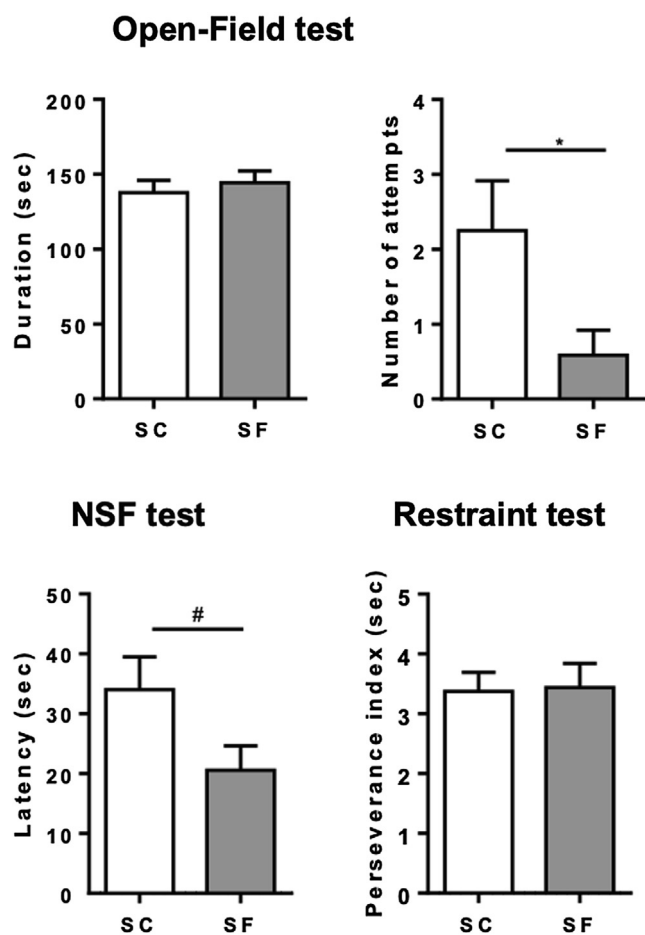 Open-Field test
Duration (sec)
200
150
100
50
0
SC SF
Number of attempts
4
3
2
1
0
*
SC SF
NSF test
Latency (sec)
50
40
30
20
10
0
#
SC SF
Restraint test
Perseverance index (sec)
5
4
3
2
1
0
SC SF